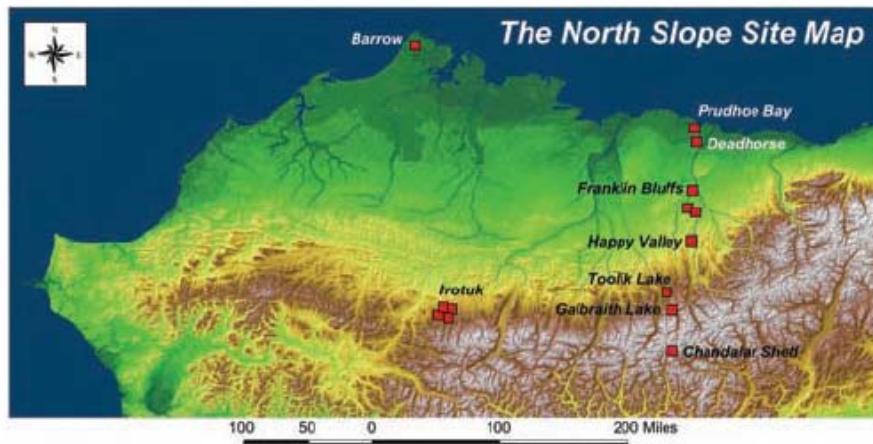 The North Slope Site Map
Barrow
N
Prudhoe Bay
Deadhorse
Franklin Bluffs
Happy Valley
Toolik Lake
Irotuk
Galbraith Lake
Chandalar Shelf
100 50 0 100 200 Miles